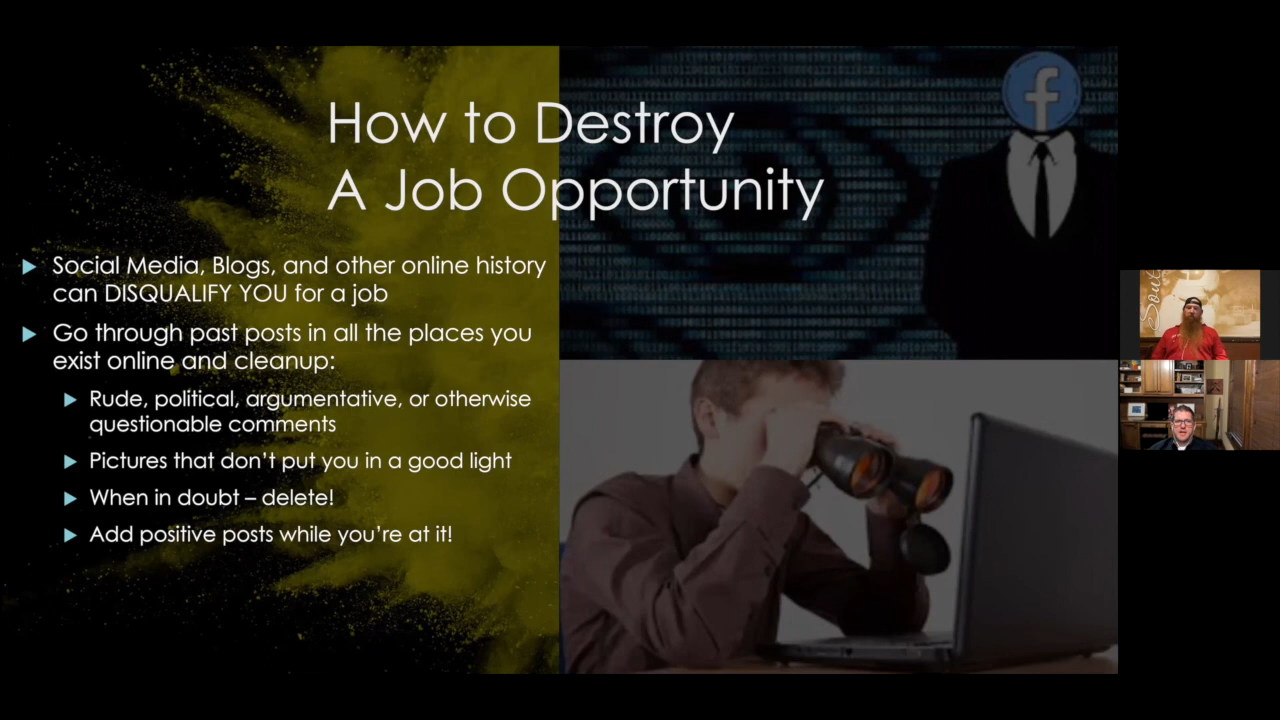 How to Destroy
A Job Opportunity
Social Media, Blogs, and other online history
can DISQUALIFY YOU for a job
Go through past posts in all the places you
exist online and cleanup:
Rude, political, argumentative, or otherwise
questionable comments
Pictures that don't put you in a good light
When in doubt – delete!
Add positive posts while you're at it!
f
Sout